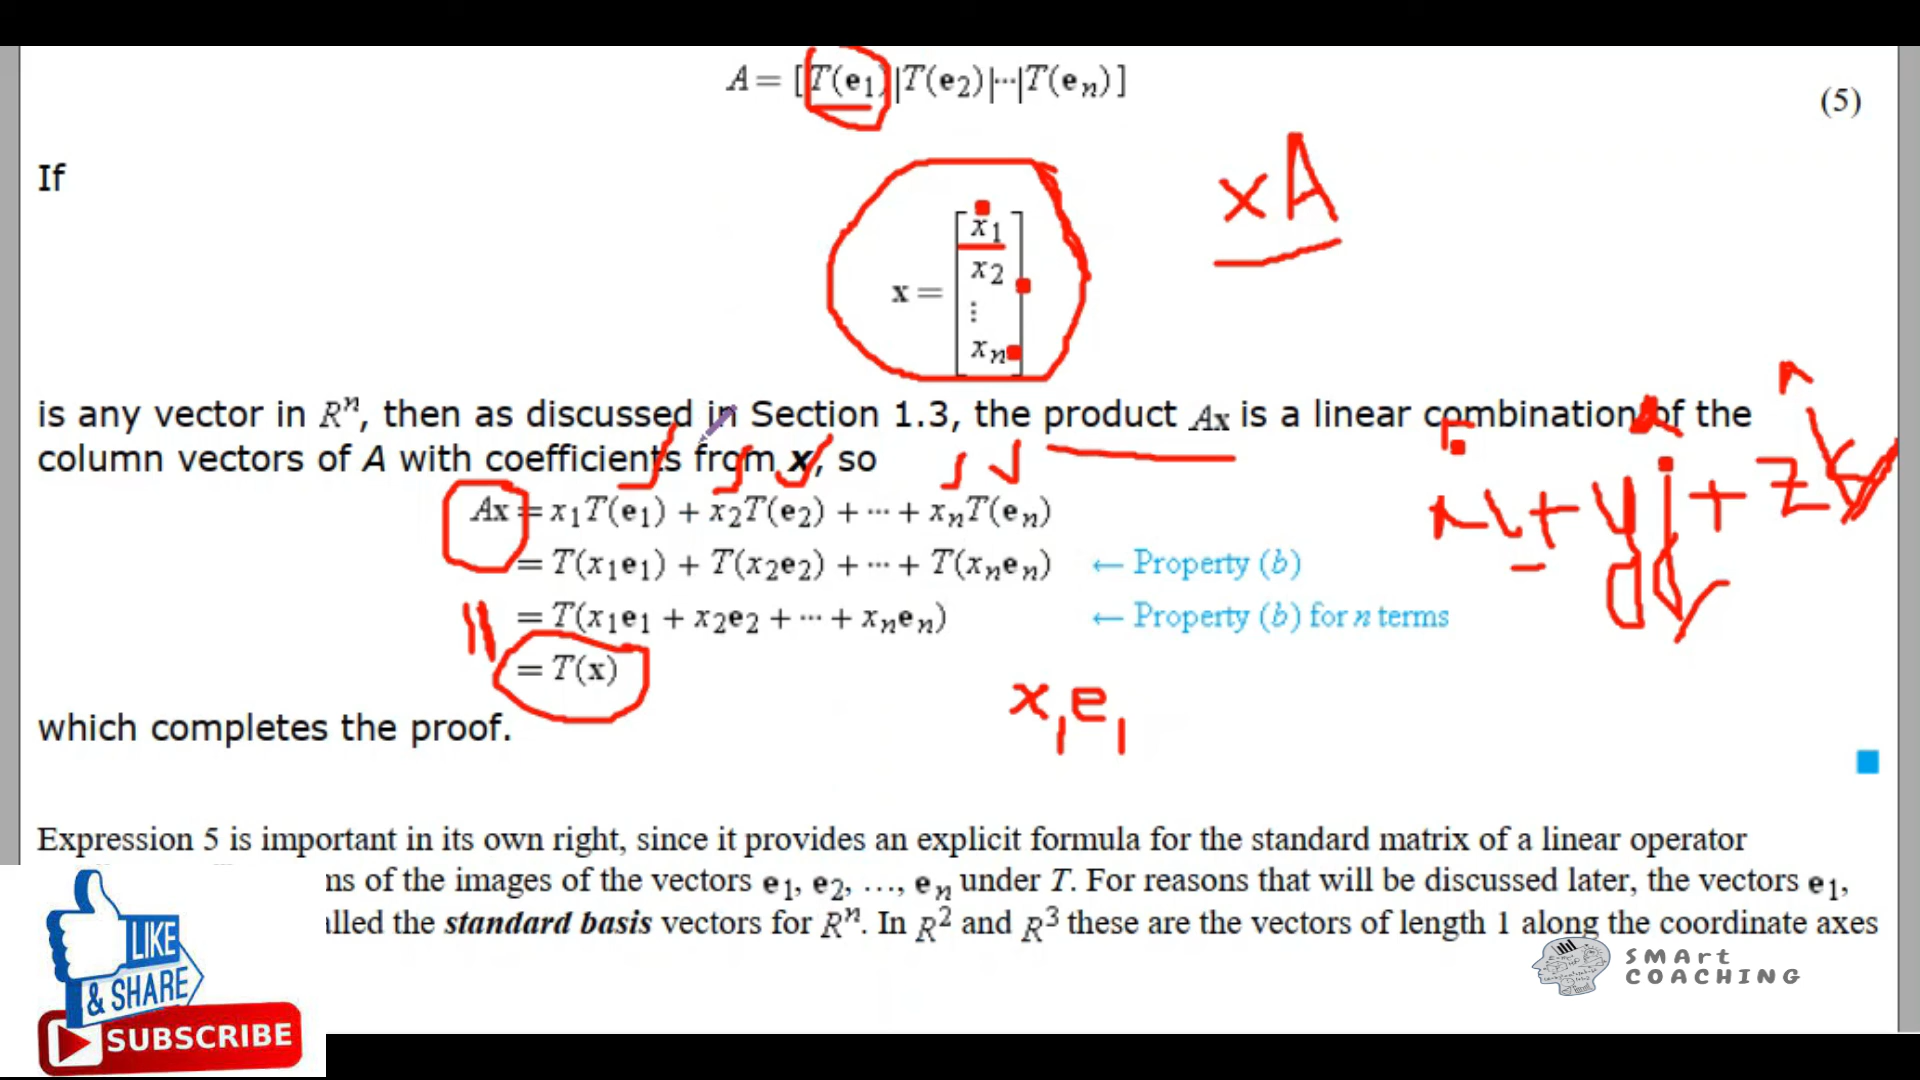 A = [T(e1)|T(e2)|···|T(en)]
(5)
If
x = [x1 x2 ⋮ xn]
xA
is any vector in Rⁿ, then as discussed in Section 1.3, the product Ax is a linear combination of the
column vectors of A with coefficients from x, so
Ax = x1T(e1) + x2T(e2) + ··· + xnT(en)
= T(x1e1) + T(x2e2) + ··· + T(xnen) ← Property (b)
= T(x1e1 + x2e2 + ··· + xnen) ← Property (b) for n terms
= T(x)
x1e1
which completes the proof.
Expression 5 is important in its own right, since it provides an explicit formula for the standard matrix of a linear operator
ms of the images of the vectors e1, e2, …, en under T. For reasons that will be discussed later, the vectors e1,
alled the standard basis vectors for Rⁿ. In R² and R³ these are the vectors of length 1 along the coordinate axes
LIKE
& SHARE
SUBSCRIBE
SMArt
COACHING